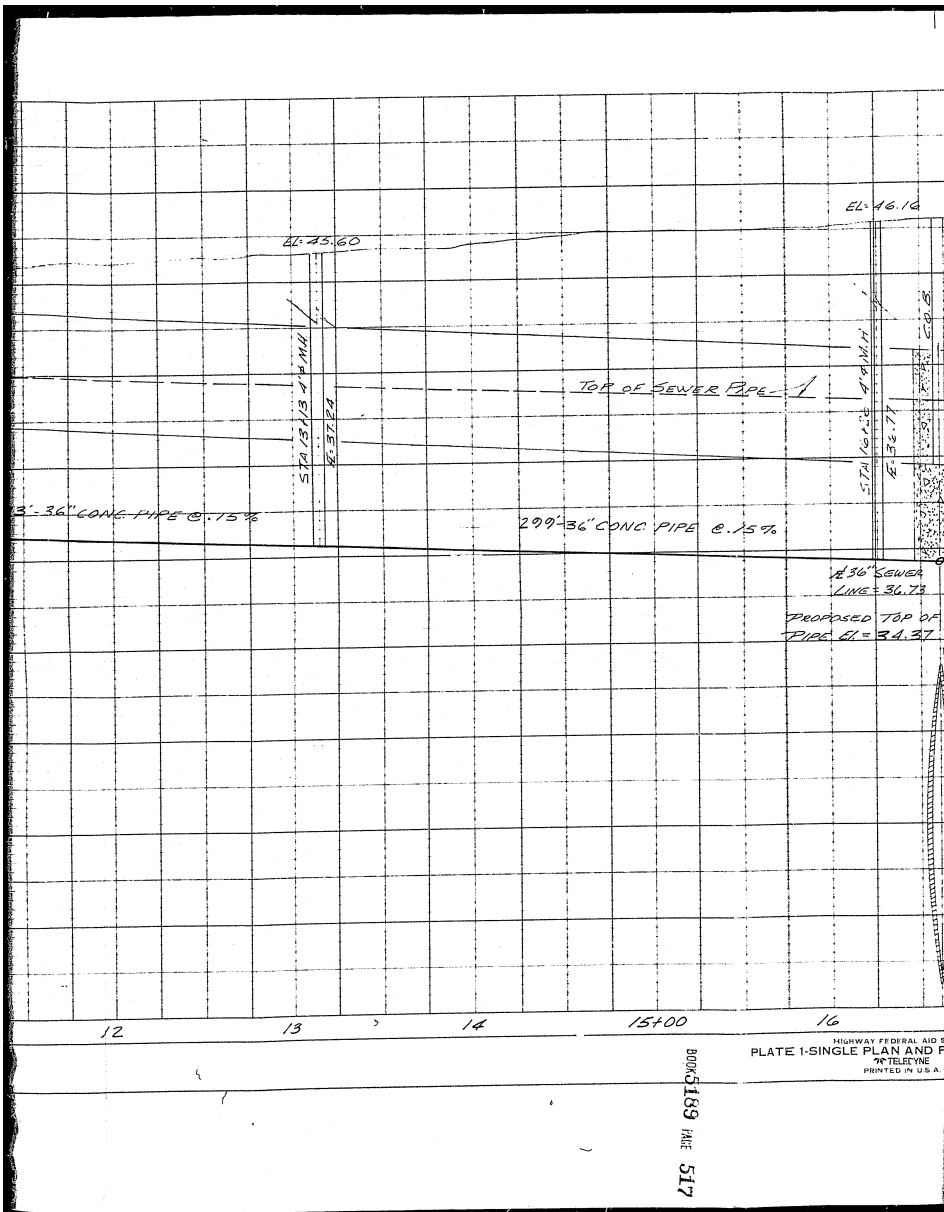 EL=46.16
EL=45.60
C.O.B.
STA 13+13 4'φ MH
TOP OF SEWER PIPE
STA 16+26 4'φ M.H
℄=37.24
℄=36.77
3'-36" CONC PIPE @ .15%
299'-36" CONC PIPE @ .15%
℄ 36" SEWER
LINE = 36.73
PROPOSED TOP OF
PIPE El. = 34.37
12 13 14 15+00 16
HIGHWAY FEDERAL AID S
PLATE 1-SINGLE PLAN AND P
TELEDYNE
PRINTED IN U.S.A.
BOOK 5189 PAGE 517